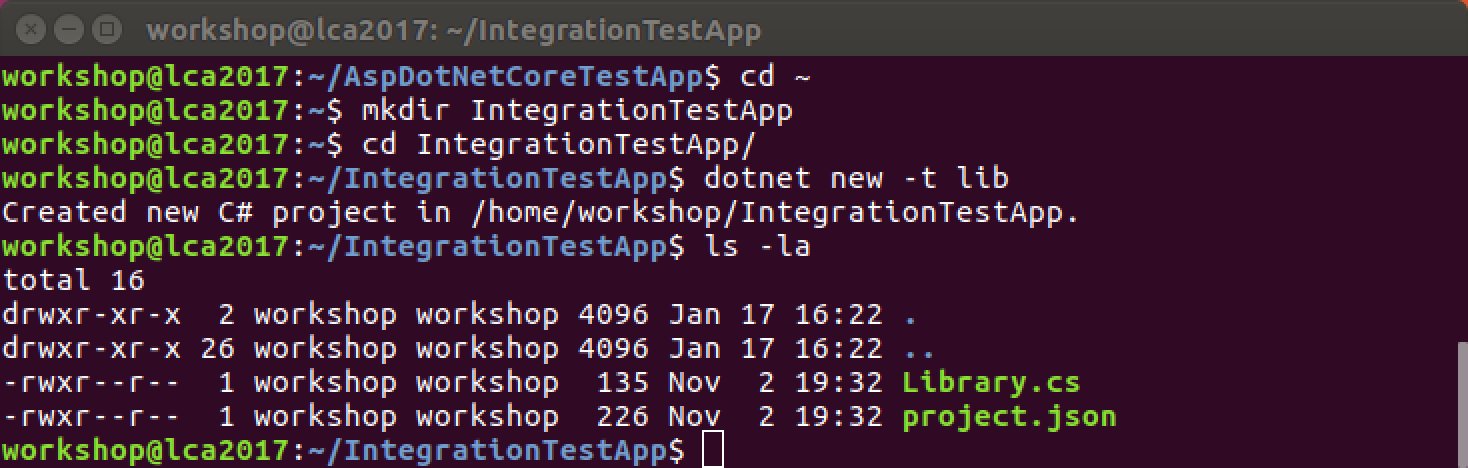 workshop@lca2017: ~/IntegrationTestApp
workshop@lca2017:~/AspDotNetCoreTestApp$ cd ~
workshop@lca2017:~$ mkdir IntegrationTestApp
workshop@lca2017:~$ cd IntegrationTestApp/
workshop@lca2017:~/IntegrationTestApp$ dotnet new -t lib
Created new C# project in /home/workshop/IntegrationTestApp.
workshop@lca2017:~/IntegrationTestApp$ ls -la
total 16
drwxr-xr-x  2 workshop workshop 4096 Jan 17 16:22 .
drwxr-xr-x 26 workshop workshop 4096 Jan 17 16:22 ..
-rwxr--r--  1 workshop workshop  135 Nov  2 19:32 Library.cs
-rwxr--r--  1 workshop workshop  226 Nov  2 19:32 project.json
workshop@lca2017:~/IntegrationTestApp$